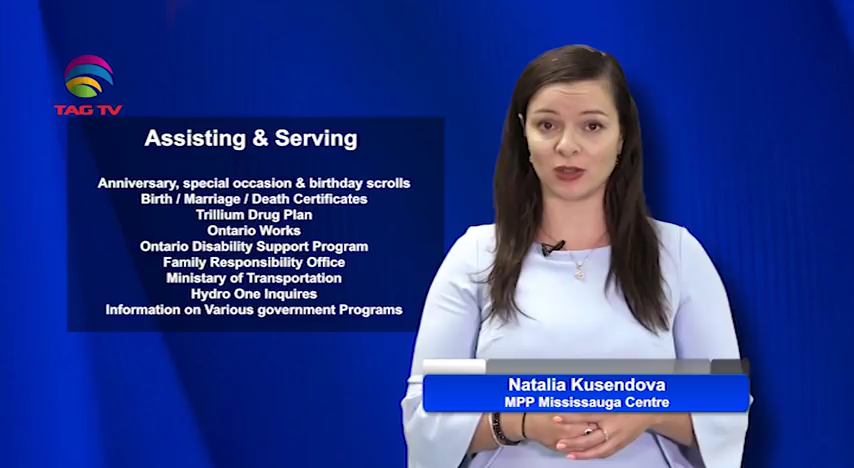 TAG TV
Assisting & Serving
Anniversary, special occasion & birthday scrolls
Birth / Marriage / Death Certificates
Trillium Drug Plan
Ontario Works
Ontario Disability Support Program
Family Responsibility Office
Ministary of Transportation
Hydro One Inquires
Information on Various government Programs
Natalia Kusendova
MPP Mississauga Centre